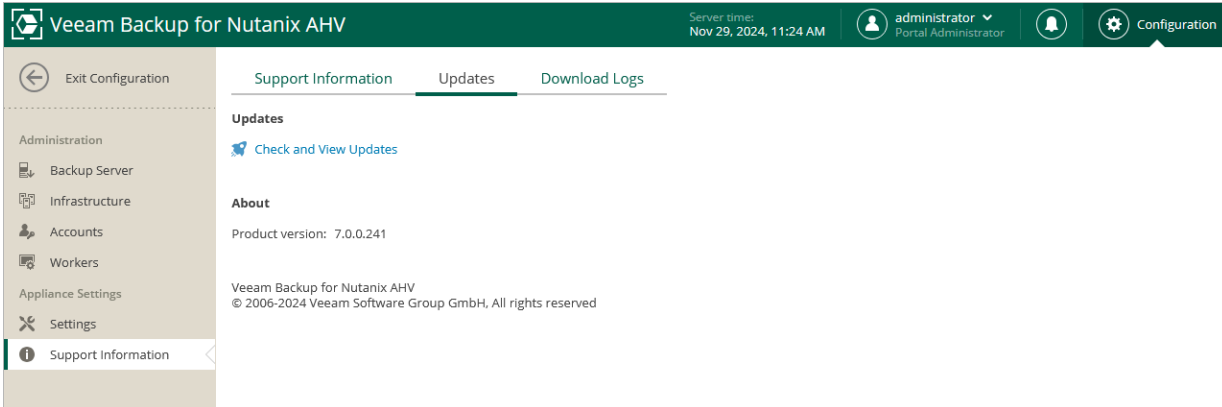 Veeam Backup for Nutanix AHV
Server time:
Nov 29, 2024, 11:24 AM
administrator
Portal Administrator
Configuration
Exit Configuration
Support Information
Updates
Download Logs
Administration
Backup Server
Infrastructure
Accounts
Workers
Appliance Settings
Settings
Support Information
Updates
Check and View Updates
About
Product version: 7.0.0.241
Veeam Backup for Nutanix AHV
© 2006-2024 Veeam Software Group GmbH, All rights reserved